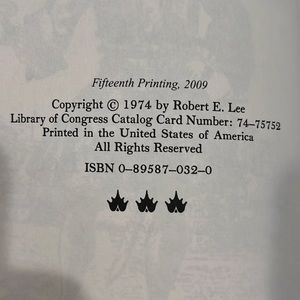 Fifteenth Printing, 2009
Copyright © 1974 by Robert E. Lee
Library of Congress Catalog Card Number: 74-75752
Printed in the United States of America
All Rights Reserved
ISBN 0-89587-032-0